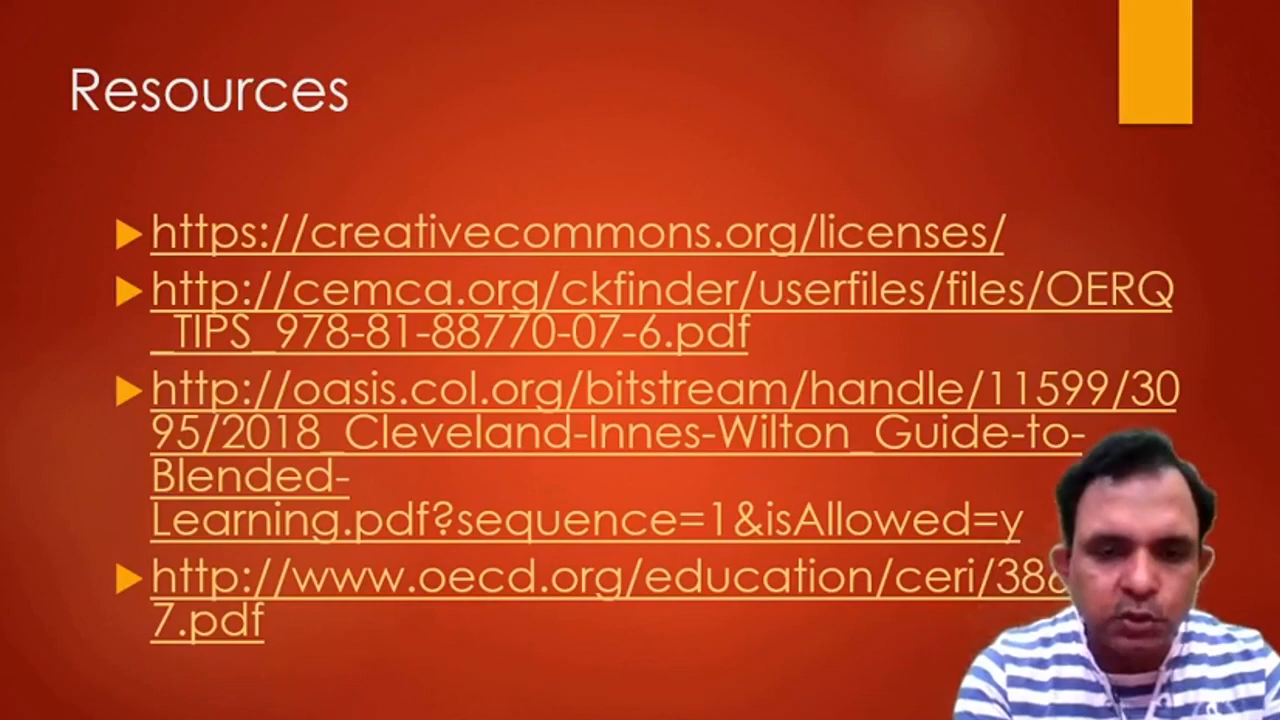 Resources
https://creativecommons.org/licenses/
http://cemca.org/ckfinder/userfiles/files/OERQ
_TIPS_978-81-88770-07-6.pdf
http://oasis.col.org/bitstream/handle/11599/30
95/2018_Cleveland-Innes-Wilton_Guide-to-
Blended-
Learning.pdf?sequence=1&isAllowed=y
http://www.oecd.org/education/ceri/38
7.pdf